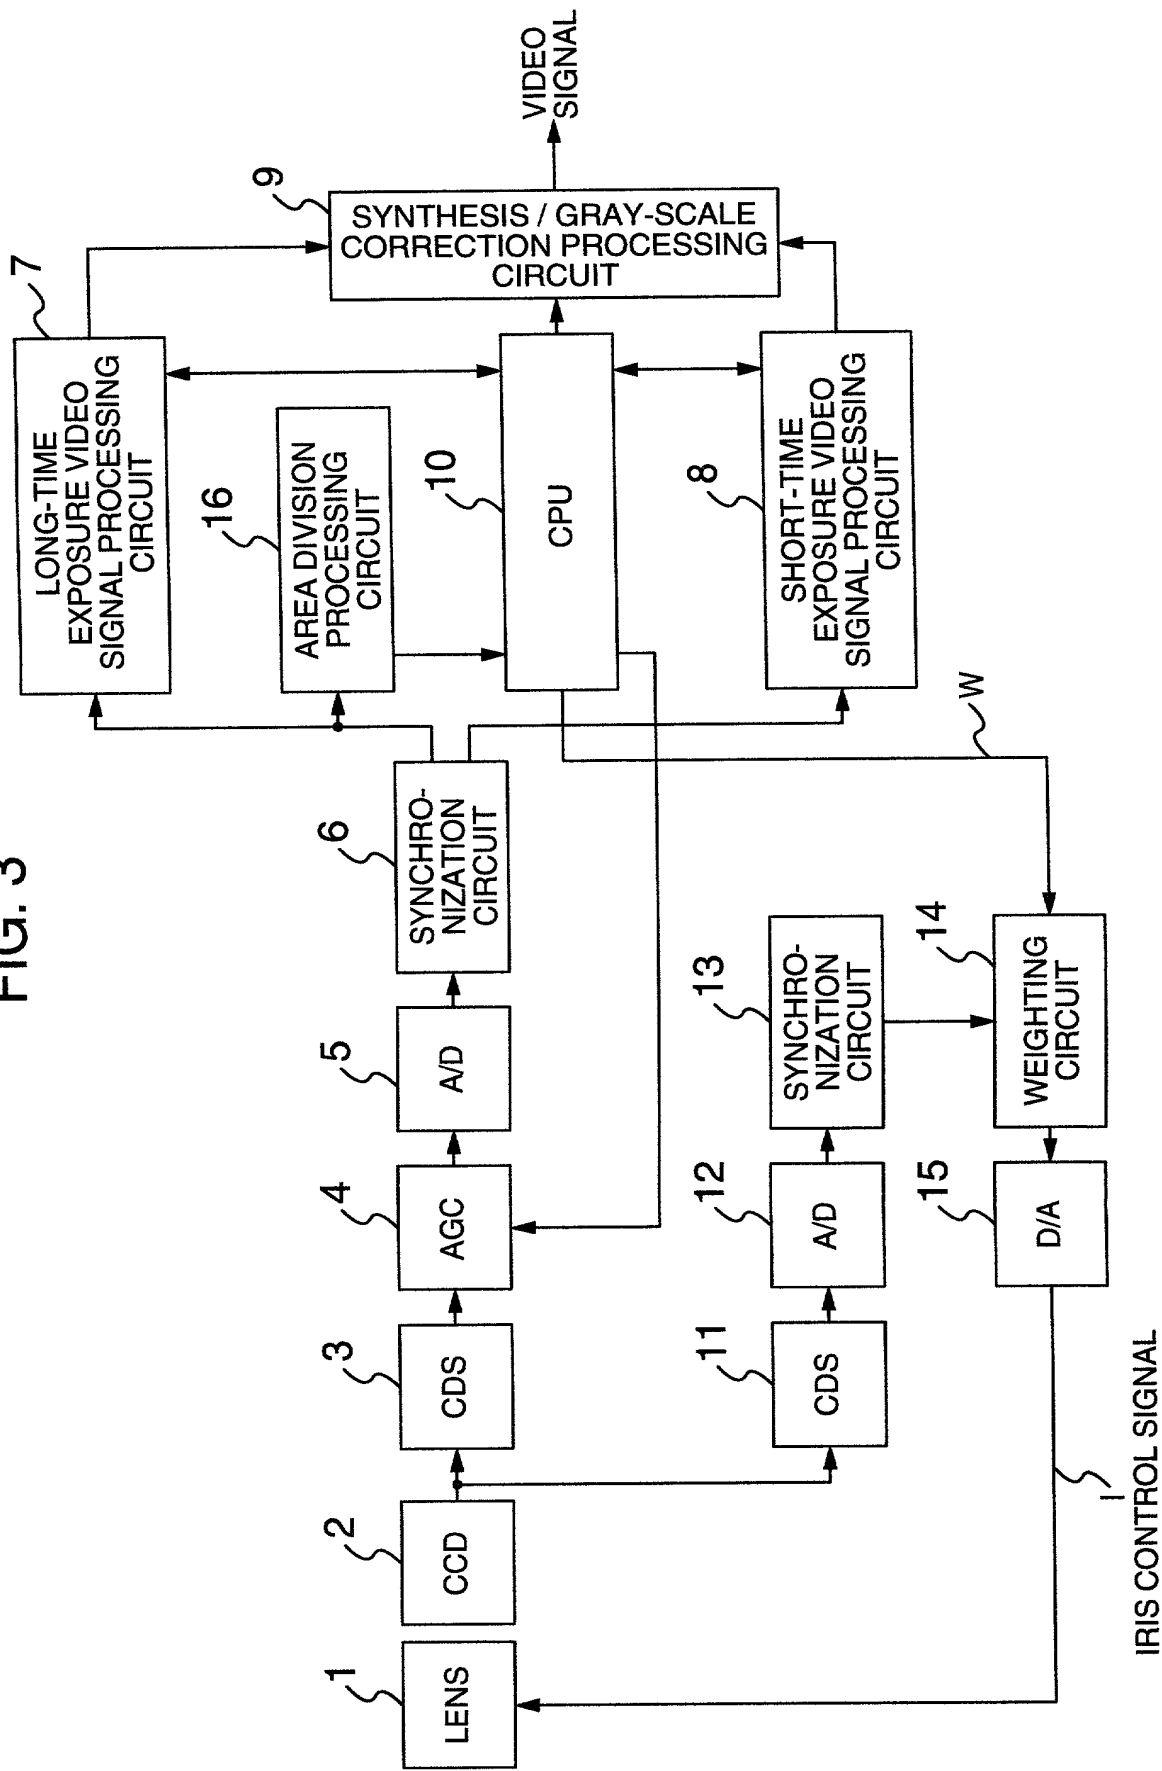 FIG. 3
1
LENS
2
CCD
3
CDS
4
AGC
5
A/D
6
SYNCHRO-
NIZATION
CIRCUIT
7
LONG-TIME
EXPOSURE VIDEO
SIGNAL PROCESSING
CIRCUIT
16
AREA DIVISION
PROCESSING
CIRCUIT
10
CPU
8
SHORT-TIME
EXPOSURE VIDEO
SIGNAL PROCESSING
CIRCUIT
9
SYNTHESIS / GRAY-SCALE
CORRECTION PROCESSING
CIRCUIT
VIDEO
SIGNAL
11
CDS
12
A/D
13
SYNCHRO-
NIZATION
CIRCUIT
14
WEIGHTING
CIRCUIT
W
15
D/A
I
IRIS CONTROL SIGNAL